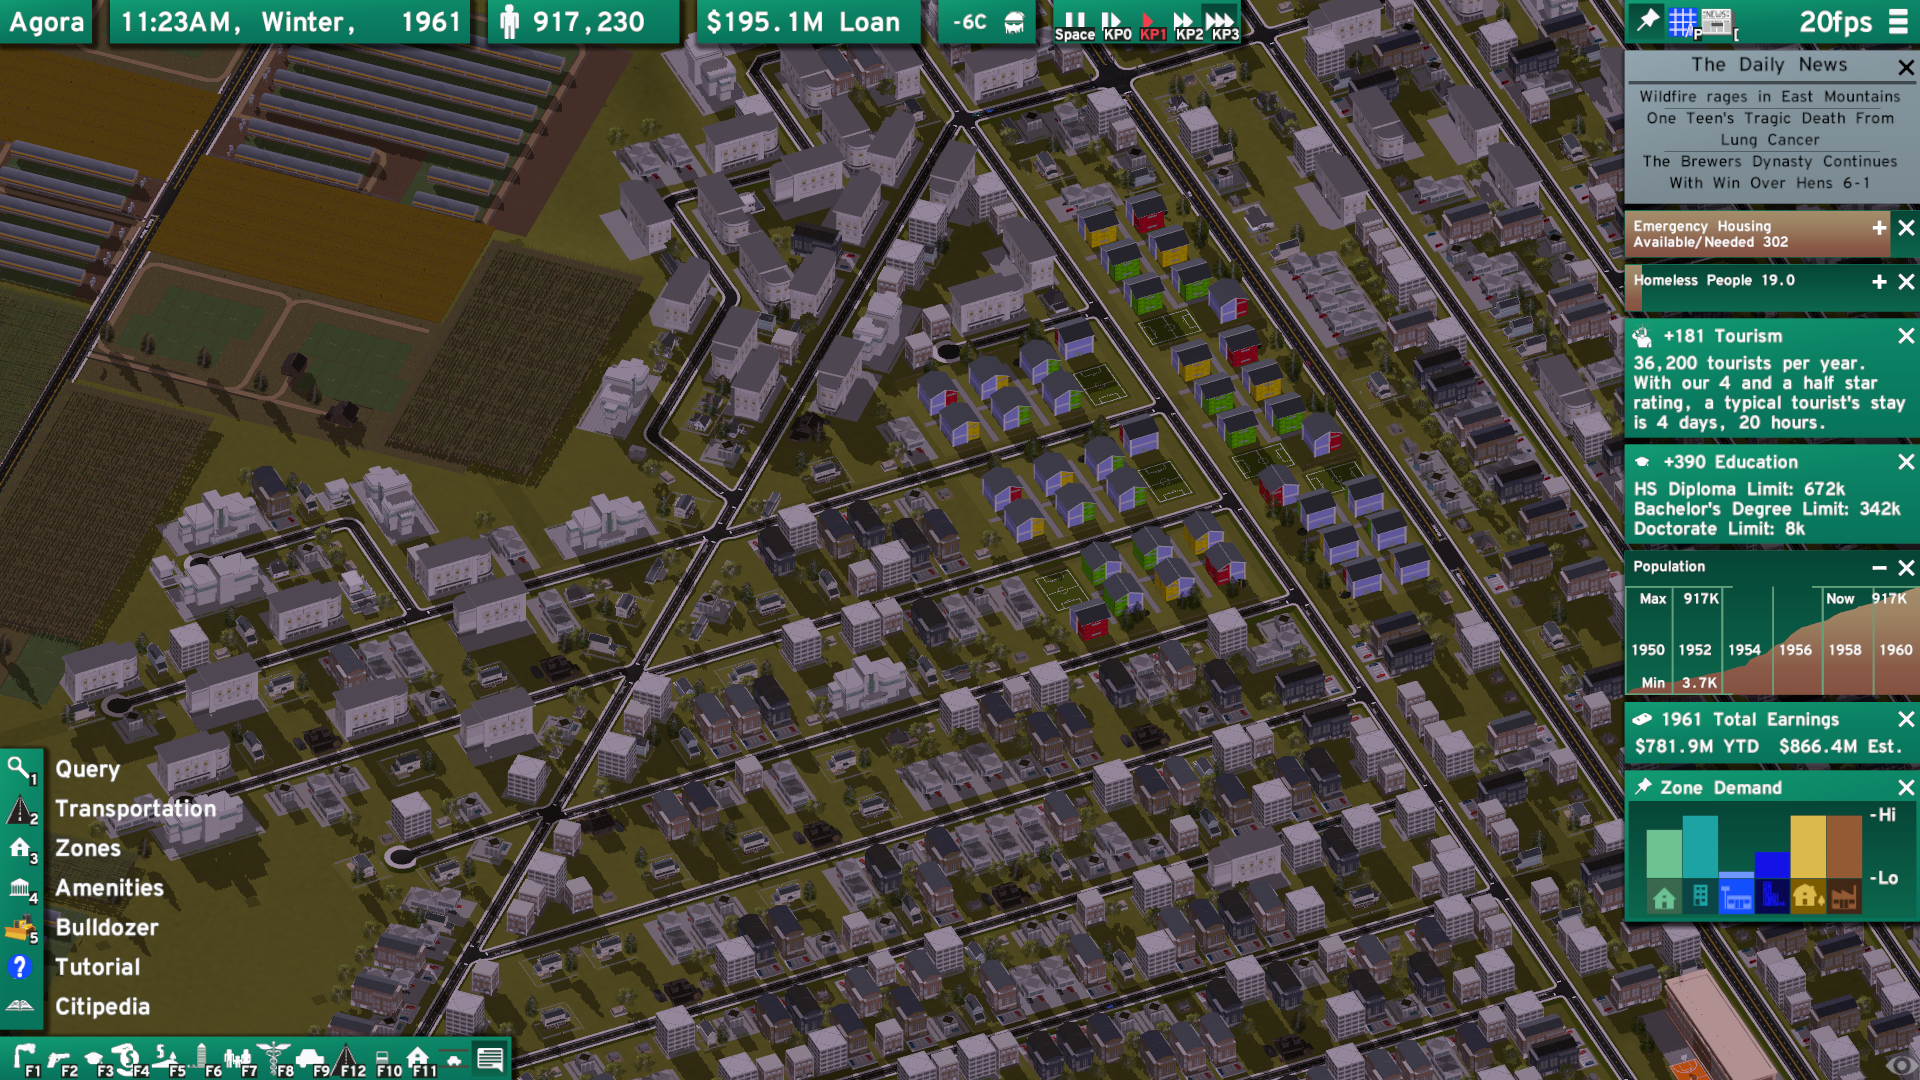 Agora
11:23AM, Winter, 1961
917,230
$195.1M Loan
-6C
Space
KP0
KP1
KP2
KP3
P
[
20fps
The Daily News
Wildfire rages in East Mountains
One Teen's Tragic Death From
Lung Cancer
The Brewers Dynasty Continues
With Win Over Hens 6-1
Emergency Housing
Available/Needed 302
Homeless People 19.0
+181 Tourism
36,200 tourists per year.
With our 4 and a half star
rating, a typical tourist's stay
is 4 days, 20 hours.
+390 Education
HS Diploma Limit: 672k
Bachelor's Degree Limit: 342k
Doctorate Limit: 8k
Population
Max 917K Now 917K
1950 1952 1954 1956 1958 1960
Min 3.7K
1961 Total Earnings
$781.9M YTD $866.4M Est.
Zone Demand
-Hi
-Lo
1 Query
2 Transportation
3 Zones
4 Amenities
5 Bulldozer
? Tutorial
Citipedia
F1 F2 F3 F4 F5 F6 F7 F8 F9 F12 F10 F11